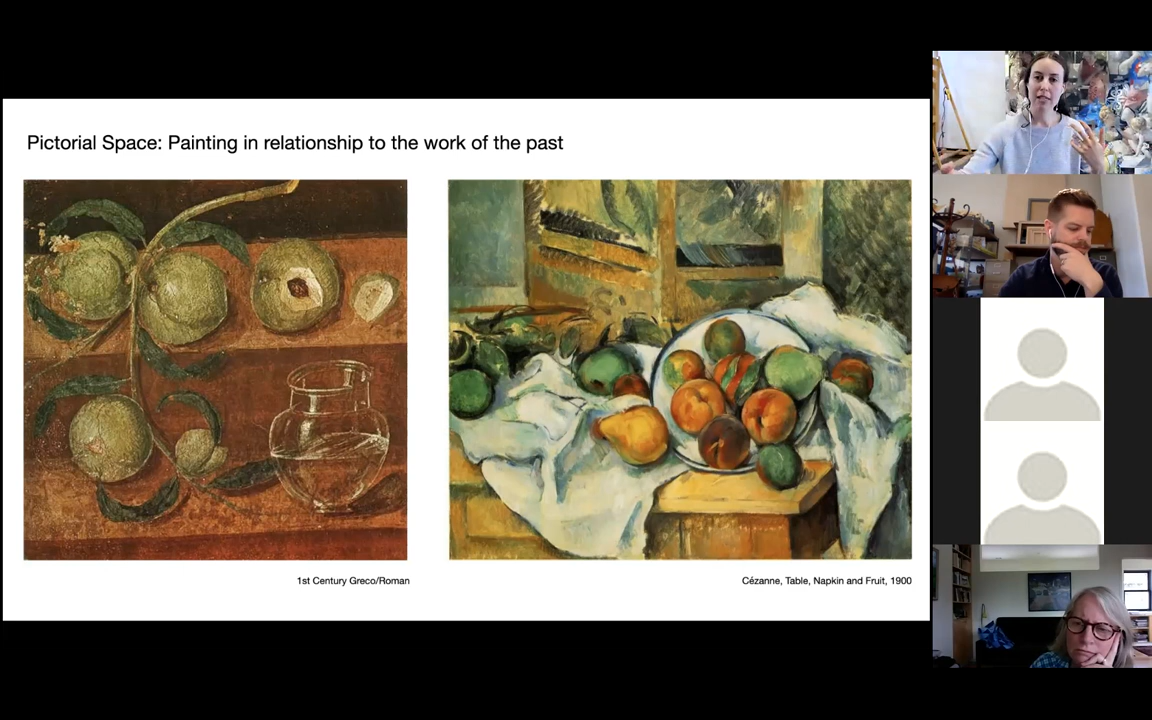 Pictorial Space: Painting in relationship to the work of the past
1st Century Greco/Roman
Cézanne, Table, Napkin and Fruit, 1900